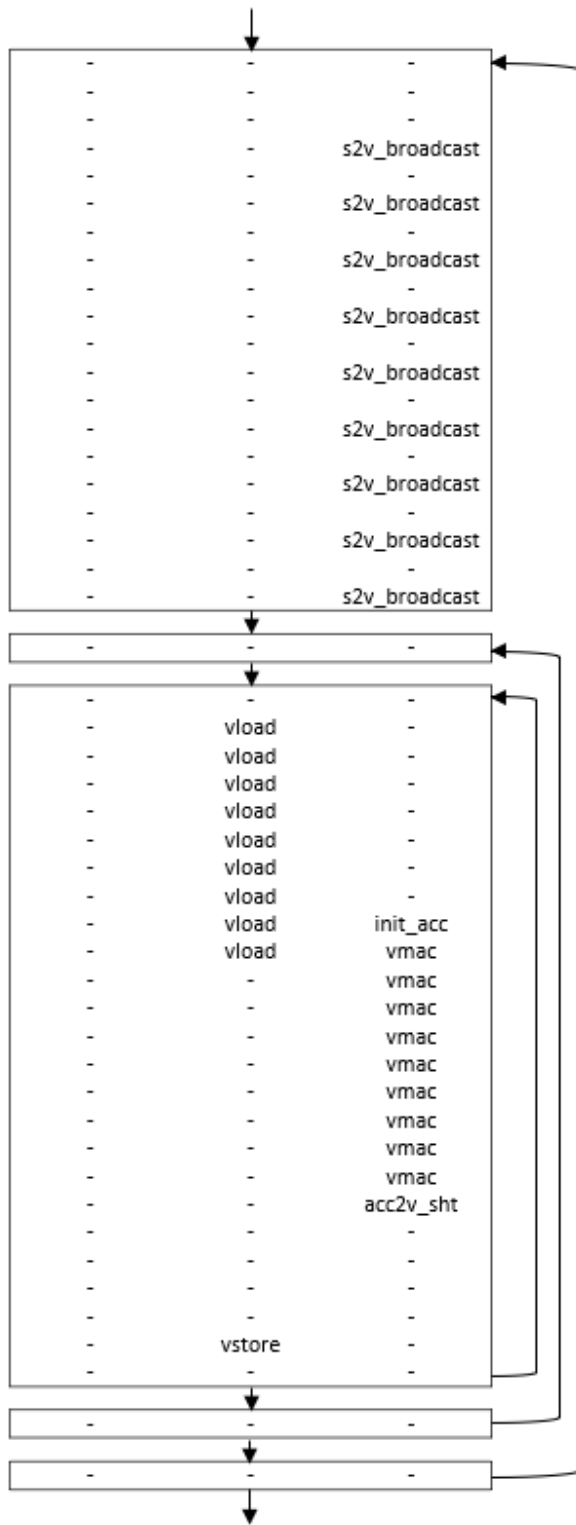 - - -
- - -
- - -
- - s2v_broadcast
- - -
- - s2v_broadcast
- - -
- - s2v_broadcast
- - -
- - s2v_broadcast
- - -
- - s2v_broadcast
- - -
- - s2v_broadcast
- - -
- - s2v_broadcast
- - -
- - s2v_broadcast
- - -
- - s2v_broadcast
- - -
- - -
- vload -
- vload -
- vload -
- vload -
- vload -
- vload -
- vload -
- vload init_acc
- vload vmac
- - vmac
- - vmac
- - vmac
- - vmac
- - vmac
- - vmac
- - vmac
- - vmac
- - acc2v_sht
- - -
- - -
- - -
- - -
- vstore -
- - -
- - -
- - -